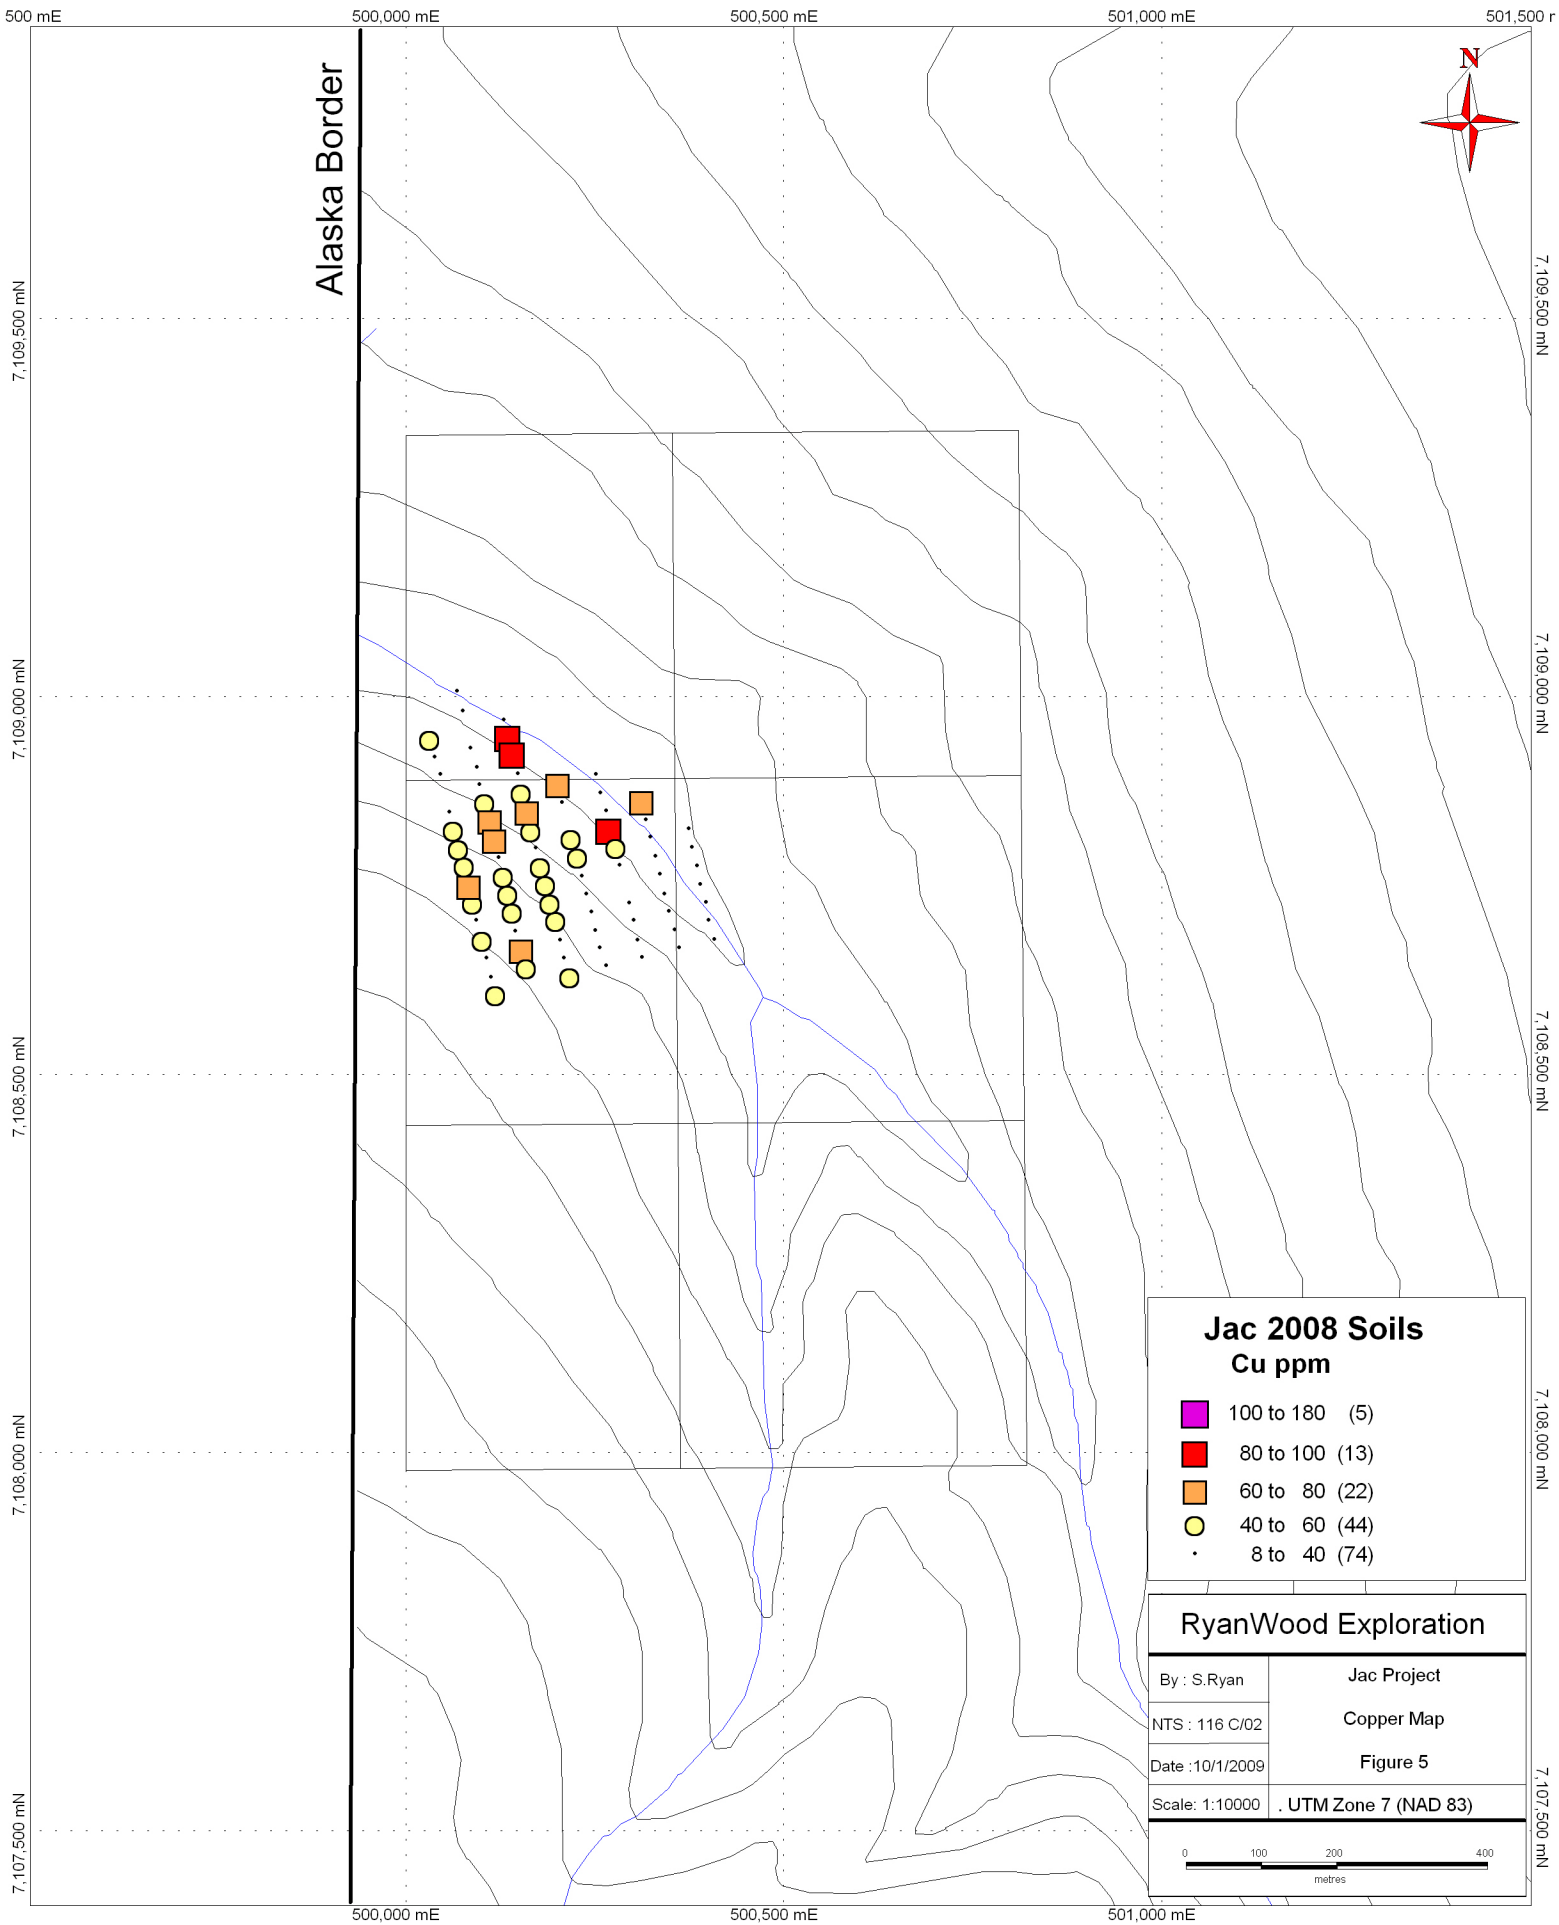 500 mE
500,000 mE
500,500 mE
501,000 mE
501,500 r
N
Alaska Border
7,109,500 mN
7,109,500 mN
7,109,000 mN
7,109,000 mN
7,108,500 mN
7,108,500 mN
7,108,000 mN
7,108,000 mN
7,107,500 mN
7,107,500 mN
Jac 2008 Soils
Cu ppm
100 to 180 (5)
80 to 100 (13)
60 to 80 (22)
40 to 60 (44)
8 to 40 (74)
RyanWood Exploration
By : S.Ryan
Jac Project
NTS : 116 C/02
Copper Map
Date :10/1/2009
Figure 5
Scale: 1:10000
. UTM Zone 7 (NAD 83)
0 100 200 400
metres
500,000 mE
500,500 mE
501,000 mE